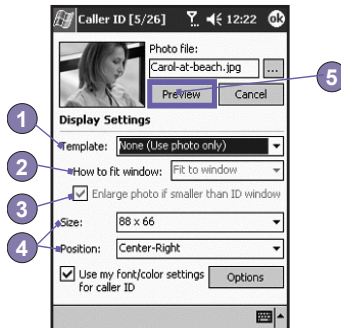 Caller ID [5/26] 12:22 ok
Photo file:
Carol-at-beach.jpg ...
Preview Cancel
5
Display Settings
1
Template: None (Use photo only)
2
How to fit window: Fit to window
3
Enlarge photo if smaller than ID window
4
Size: 88 x 66
Position: Center-Right
Use my font/color settings
for caller ID
Options